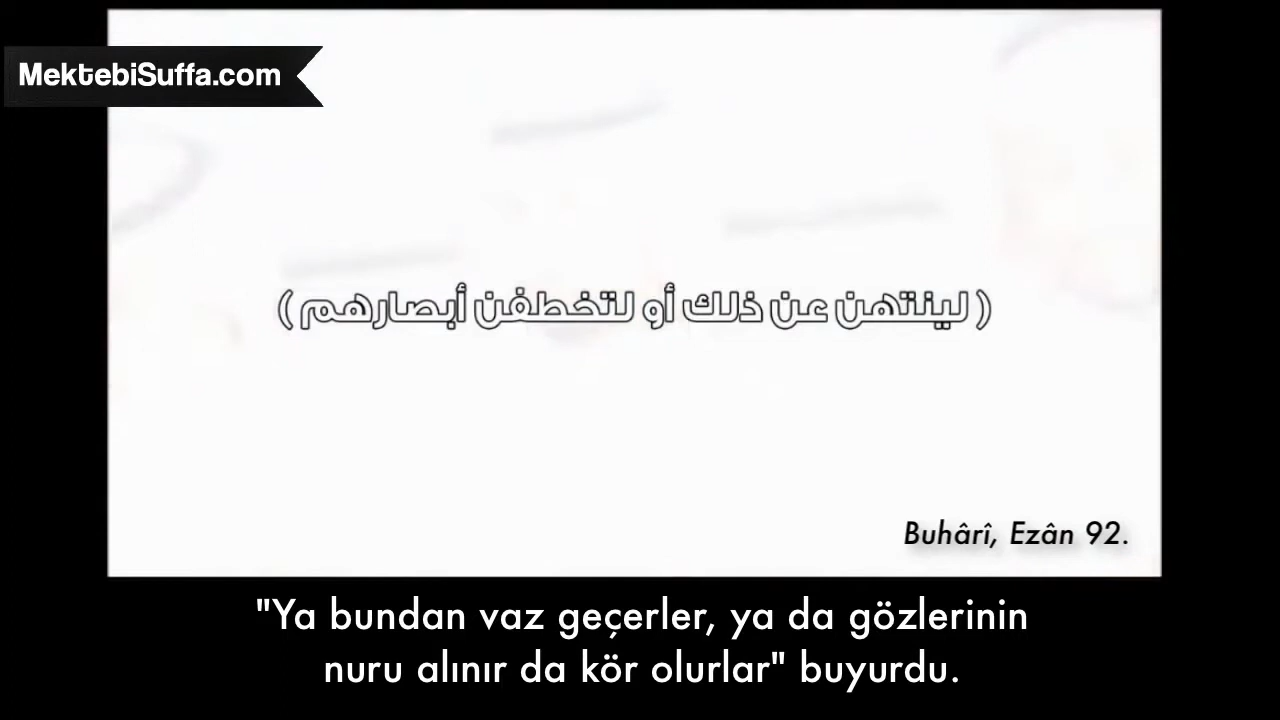 MektebiSuffa.com
( لينتهن عن ذلك أو لتخطفن أبصارهم )
Buhârî, Ezân 92.
"Ya bundan vaz geçerler, ya da gözlerinin
nuru alınır da kör olurlar" buyurdu.